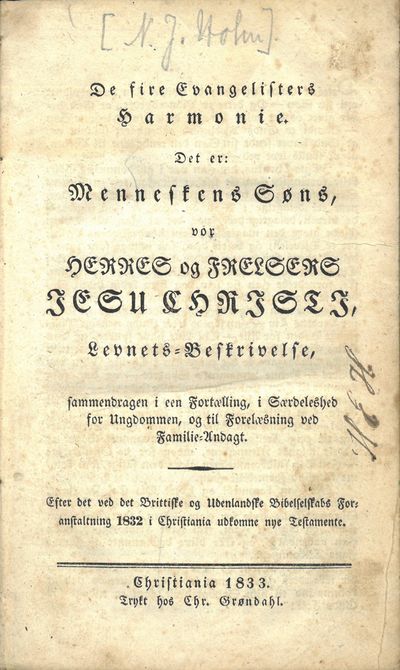 [N. J. Holm].
De fire Evangelisters
Harmonie.
Det er:
Menneskens Søns,
vor
HERRES og FRELSERS
JESU CHRISTI,
Levnets-Beskrivelse,
sammendragen i een Fortælling, i Særdeleshed
for Ungdommen, og til Forelæsning ved
Familie-Andagt.
Efter det ved det Brittiske og Udenlandske Bibelselskabs For-
anstaltning 1832 i Christiania udkomne nye Testamente.
Christiania 1833.
Trykt hos Chr. Grøndahl.